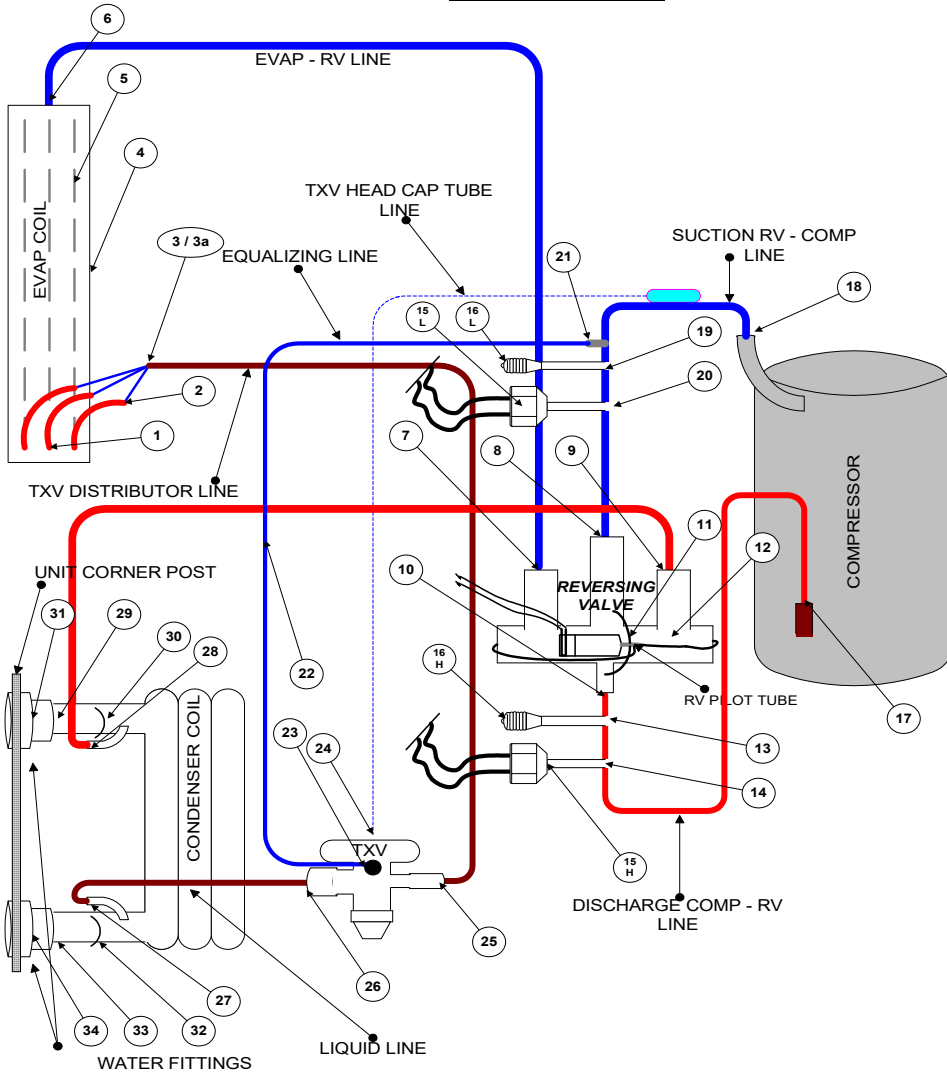 6
EVAP - RV LINE
5
4
EVAP COIL
TXV HEAD CAP TUBE
LINE
3 / 3a
EQUALIZING LINE
21
SUCTION RV - COMP
LINE
18
15
L
16
L
19
20
2
1
7
8
9
TXV DISTRIBUTOR LINE
COMPRESSOR
11
12
10
REVERSING
VALVE
UNIT CORNER POST
31
29
30
28
22
16
H
RV PILOT TUBE
17
23
24
13
14
CONDENSER COIL
TXV
15
H
DISCHARGE COMP - RV
LINE
25
26
27
34
33
32
LIQUID LINE
WATER FITTINGS